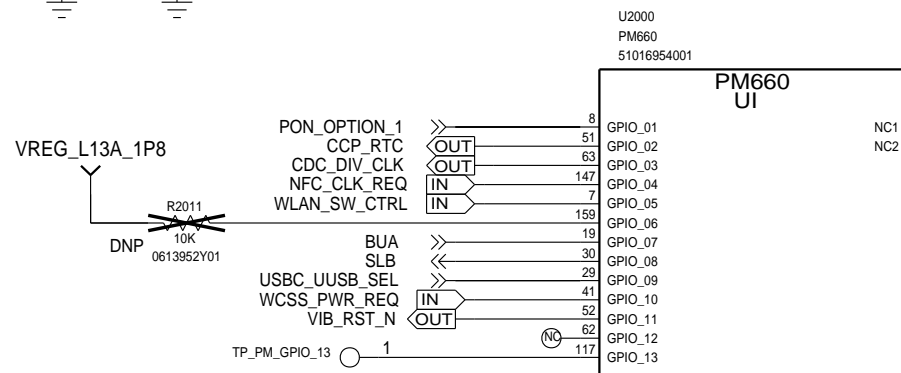 U2000
PM660
51016954001
PM660
UI
PON_OPTION_1 8 GPIO_01 NC1
CCP_RTC OUT 51 GPIO_02 NC2
CDC_DIV_CLK OUT 63 GPIO_03
NFC_CLK_REQ IN 147 GPIO_04
WLAN_SW_CTRL IN 7 GPIO_05
VREG_L13A_1P8
R2011
159 GPIO_06
DNP 10K
0613952Y01
BUA 19 GPIO_07
SLB 30 GPIO_08
USBC_UUSB_SEL 29 GPIO_09
WCSS_PWR_REQ IN 41 GPIO_10
VIB_RST_N OUT 52 GPIO_11
NC 62 GPIO_12
TP_PM_GPIO_13 1 117 GPIO_13